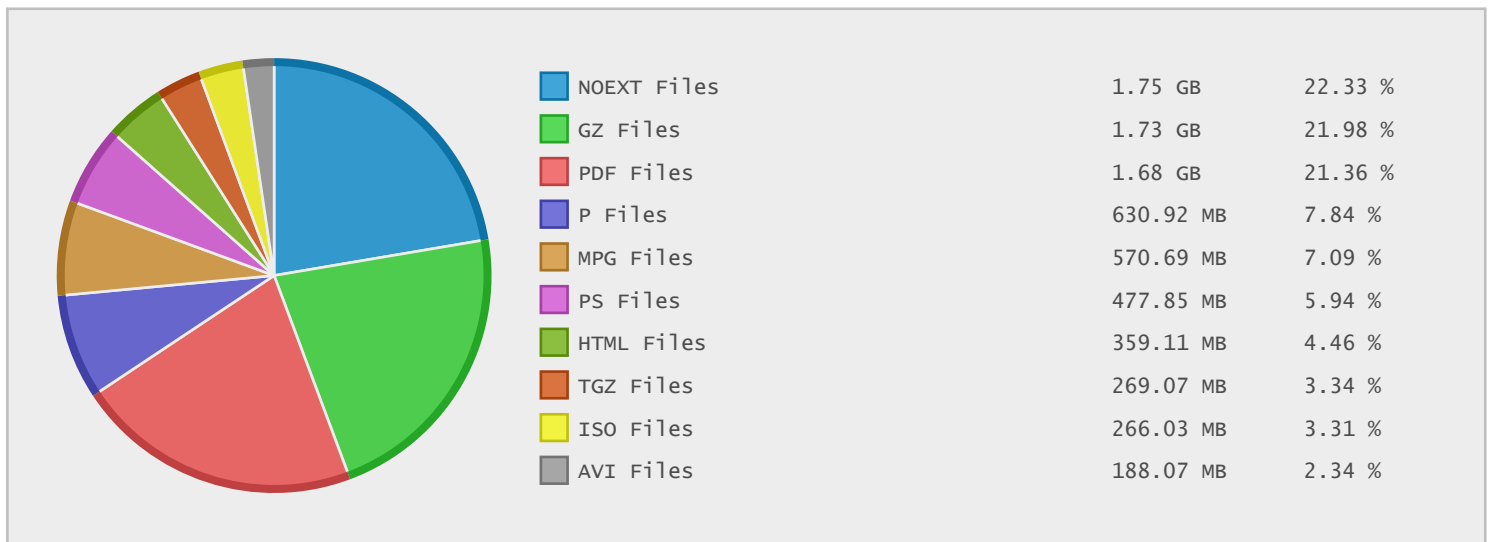 NOEXT Files 1.75 GB 22.33 %
GZ Files 1.73 GB 21.98 %
PDF Files 1.68 GB 21.36 %
P Files 630.92 MB 7.84 %
MPG Files 570.69 MB 7.09 %
PS Files 477.85 MB 5.94 %
HTML Files 359.11 MB 4.46 %
TGZ Files 269.07 MB 3.34 %
ISO Files 266.03 MB 3.31 %
AVI Files 188.07 MB 2.34 %